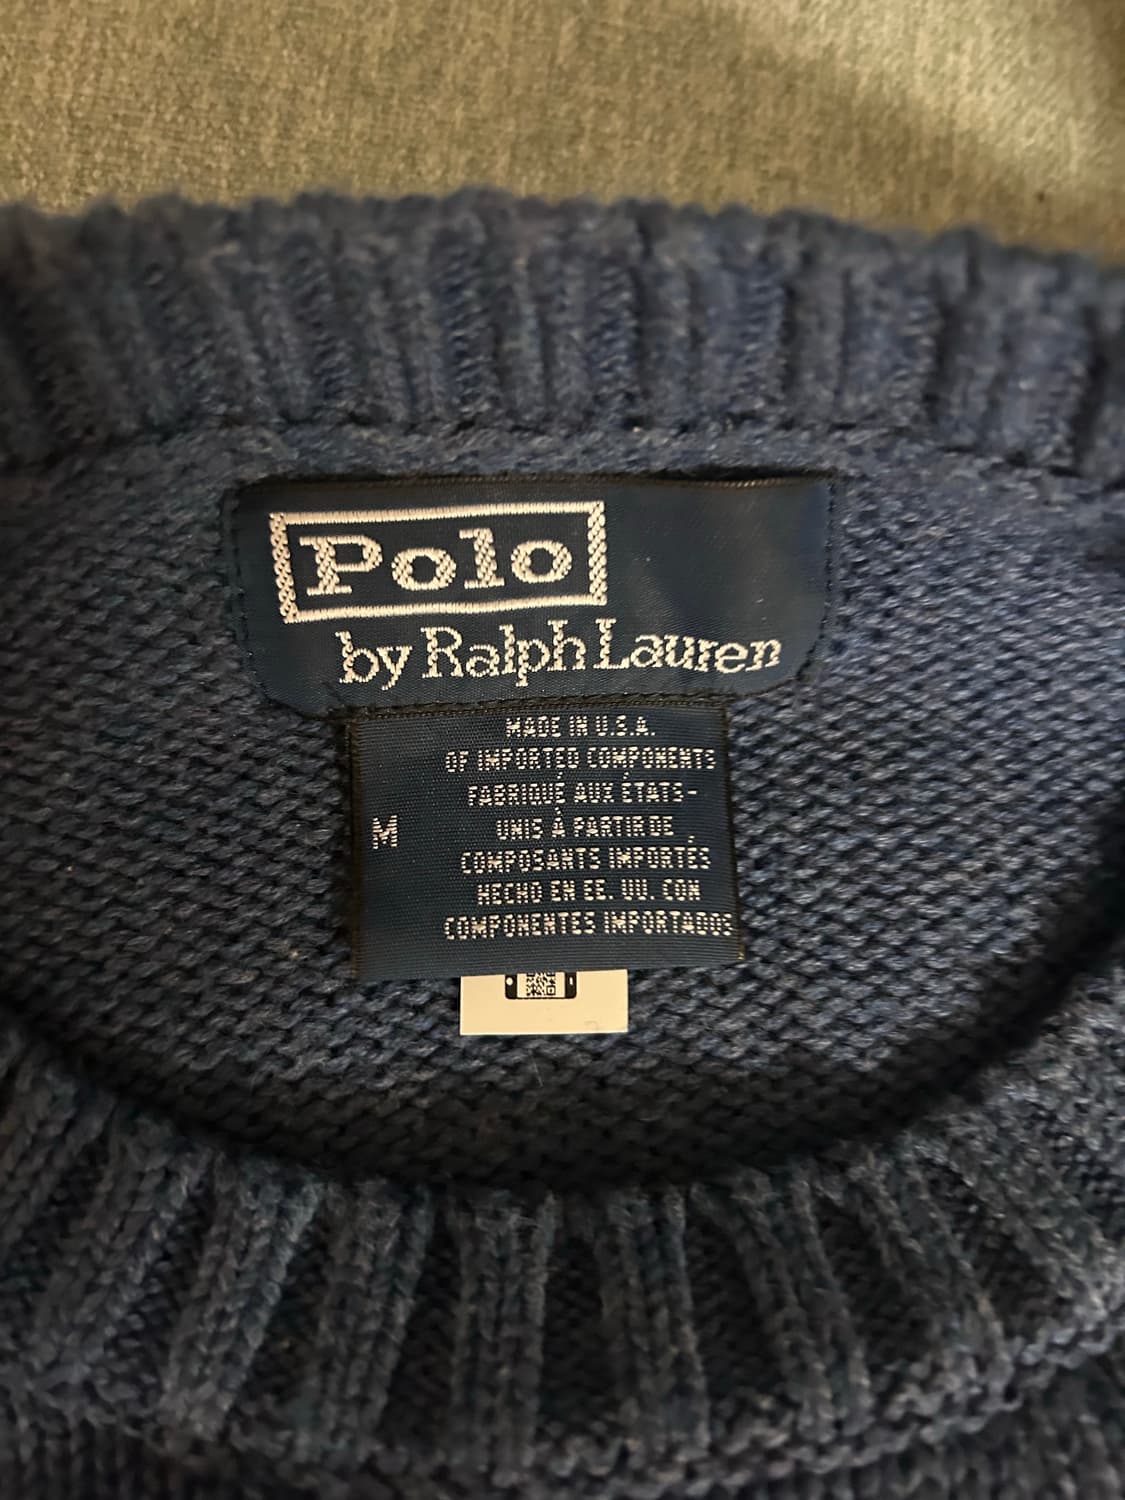 Polo
by Ralph Lauren
MADE IN U.S.A.
OF IMPORTED COMPONENTS
FABRIQUÉ AUX ÉTATS-
M
UNIS À PARTIR DE
COMPOSANTS IMPORTÉS
HECHO EN EE. UU. CON
COMPONENTES IMPORTADOS